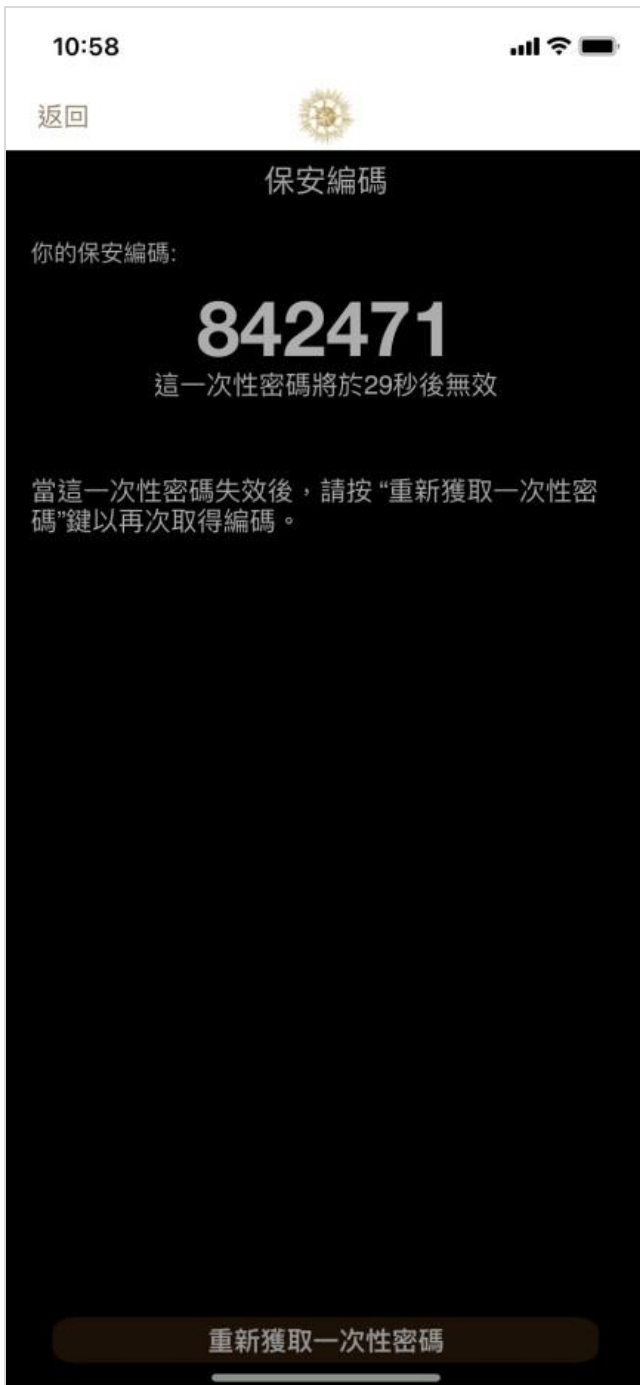 10:58
返回
保安編碼
你的保安編碼:
842471
這一次性密碼將於29秒後無效
當這一次性密碼失效後，請按 “重新獲取一次性密
碼”鍵以再次取得編碼。
重新獲取一次性密碼